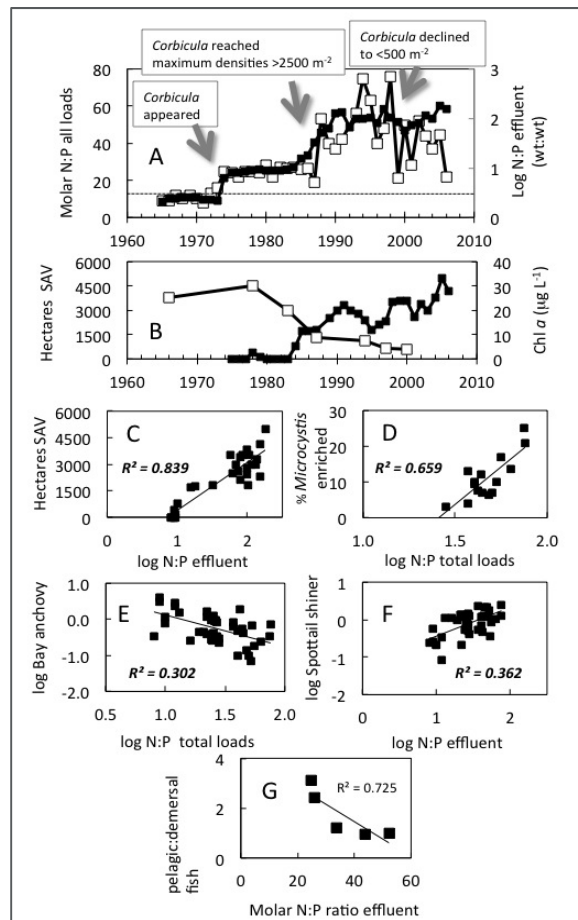 Corbicula reached
maximum densities >2500 m-2
Corbicula declined
to <500 m-2
Corbicula
appeared
80
60
40
20
0
Molar N:P all loads
A
3
2
1
0
Log N:P effluent
(wt:wt)
1960 1970 1980 1990 2000 2010
6000
4500
3000
1500
0
Hectares SAV
B
40
30
20
10
0
Chl a (µg L-1)
1960 1970 1980 1990 2000 2010
6000
4500
3000
1500
0
Hectares SAV
C
R² = 0.839
0 1 2
log N:P effluent
30
20
10
0
% Microcystis
enriched
D
R² = 0.659
1.4 1.6 1.8 2.0
log N:P total loads
1.0
0.0
-1.0
-2.0
log Bay anchovy
E
R² = 0.302
0.5 1.0 1.5 2.0
log N:P total loads
1
0
-1
-2
log Spottail shiner
F
R² = 0.362
0 1 2
log N:P effluent
4
2
0
pelagic:demersal
fish
G
R² = 0.725
0 20 40 60
Molar N:P ratio effluent